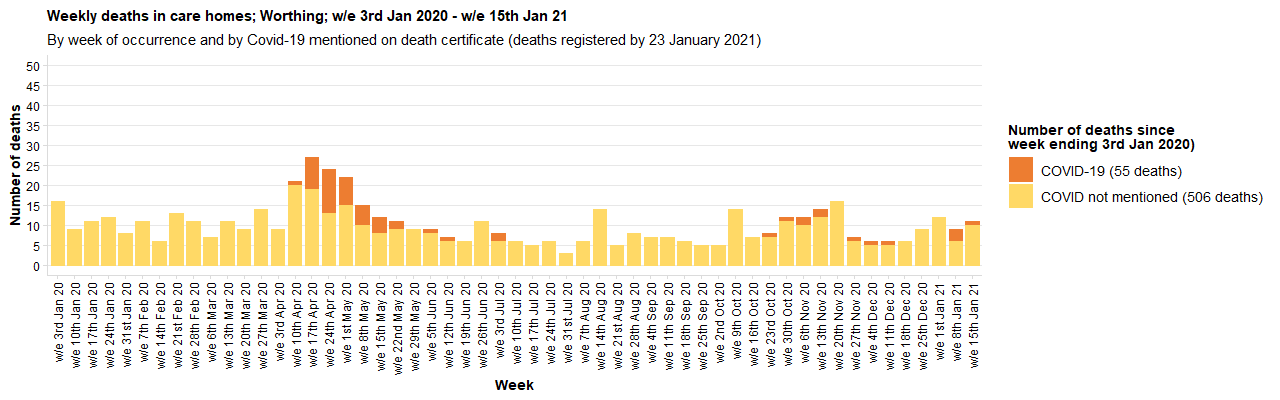 Weekly deaths in care homes; Worthing; w/e 3rd Jan 2020 - w/e 15th Jan 21
By week of occurrence and by Covid-19 mentioned on death certificate (deaths registered by 23 January 2021)
Number of deaths
50
45
40
35
30
25
20
15
10
5
0
w/e 3rd Jan 20
w/e 10th Jan 20
w/e 17th Jan 20
w/e 24th Jan 20
w/e 31st Jan 20
w/e 7th Feb 20
w/e 14th Feb 20
w/e 21st Feb 20
w/e 28th Feb 20
w/e 6th Mar 20
w/e 13th Mar 20
w/e 20th Mar 20
w/e 27th Mar 20
w/e 3rd Apr 20
w/e 10th Apr 20
w/e 17th Apr 20
w/e 24th Apr 20
w/e 1st May 20
w/e 8th May 20
w/e 15th May 20
w/e 22nd May 20
w/e 29th May 20
w/e 5th Jun 20
w/e 12th Jun 20
w/e 19th Jun 20
w/e 26th Jun 20
w/e 3rd Jul 20
w/e 10th Jul 20
w/e 17th Jul 20
w/e 24th Jul 20
w/e 31st Jul 20
w/e 7th Aug 20
w/e 14th Aug 20
w/e 21st Aug 20
w/e 28th Aug 20
w/e 4th Sep 20
w/e 11th Sep 20
w/e 18th Sep 20
w/e 25th Sep 20
w/e 2nd Oct 20
w/e 9th Oct 20
w/e 16th Oct 20
w/e 23rd Oct 20
w/e 30th Oct 20
w/e 6th Nov 20
w/e 13th Nov 20
w/e 20th Nov 20
w/e 27th Nov 20
w/e 4th Dec 20
w/e 11th Dec 20
w/e 18th Dec 20
w/e 25th Dec 20
w/e 1st Jan 21
w/e 8th Jan 21
w/e 15th Jan 21
Week
Number of deaths since
week ending 3rd Jan 2020)
COVID-19 (55 deaths)
COVID not mentioned (506 deaths)